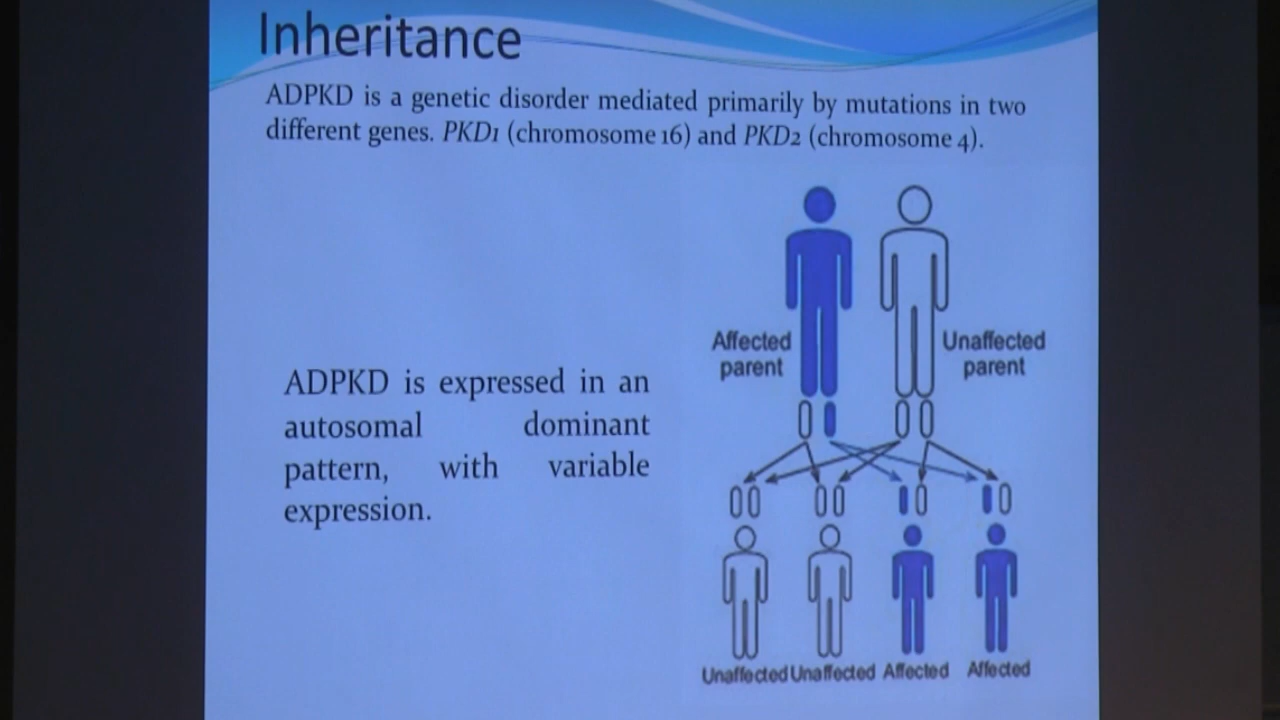 Inheritance
ADPKD is a genetic disorder mediated primarily by mutations in two
different genes. PKD1 (chromosome 16) and PKD2 (chromosome 4).
Affected
parent
Unaffected
parent
ADPKD is expressed in an
autosomal dominant
pattern, with variable
expression.
Unaffected Unaffected Affected Affected